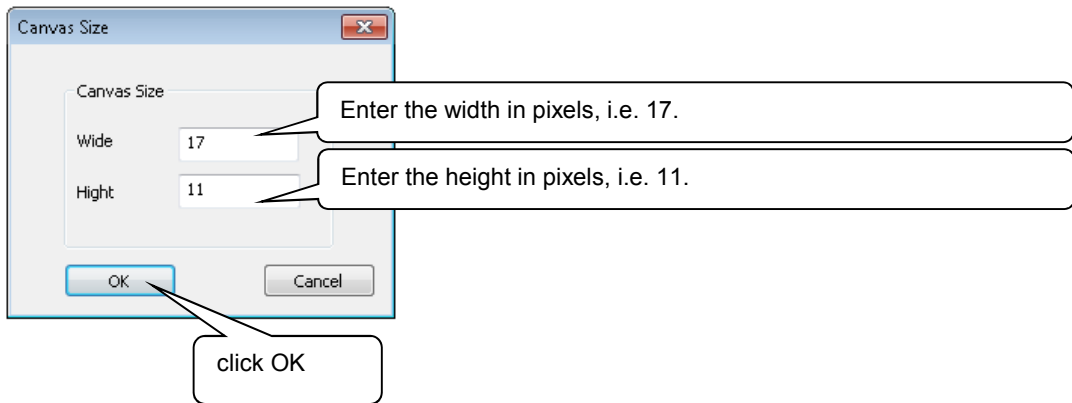 Canvas Size
Canvas Size
Enter the width in pixels, i.e. 17.
Wide 17
Enter the height in pixels, i.e. 11.
Hight 11
OK Cancel
click OK